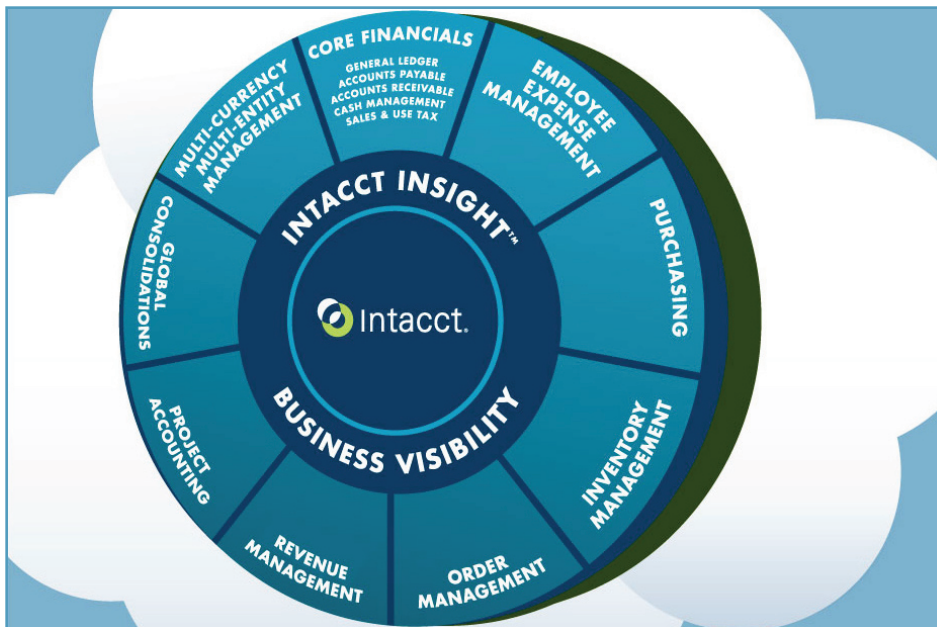 CORE FINANCIALS
GENERAL LEDGER
ACCOUNTS PAYABLE
ACCOUNTS RECEIVABLE
CASH MANAGEMENT
SALES & USE TAX
EMPLOYEE
EXPENSE
MANAGEMENT
PURCHASING
INVENTORY
MANAGEMENT
ORDER
MANAGEMENT
REVENUE
MANAGEMENT
PROJECT
ACCOUNTING
GLOBAL
CONSOLIDATIONS
MULTI-CURRENCY
MULTI-ENTITY
MANAGEMENT
INTACCT INSIGHT™
Intacct.
BUSINESS VISIBILITY